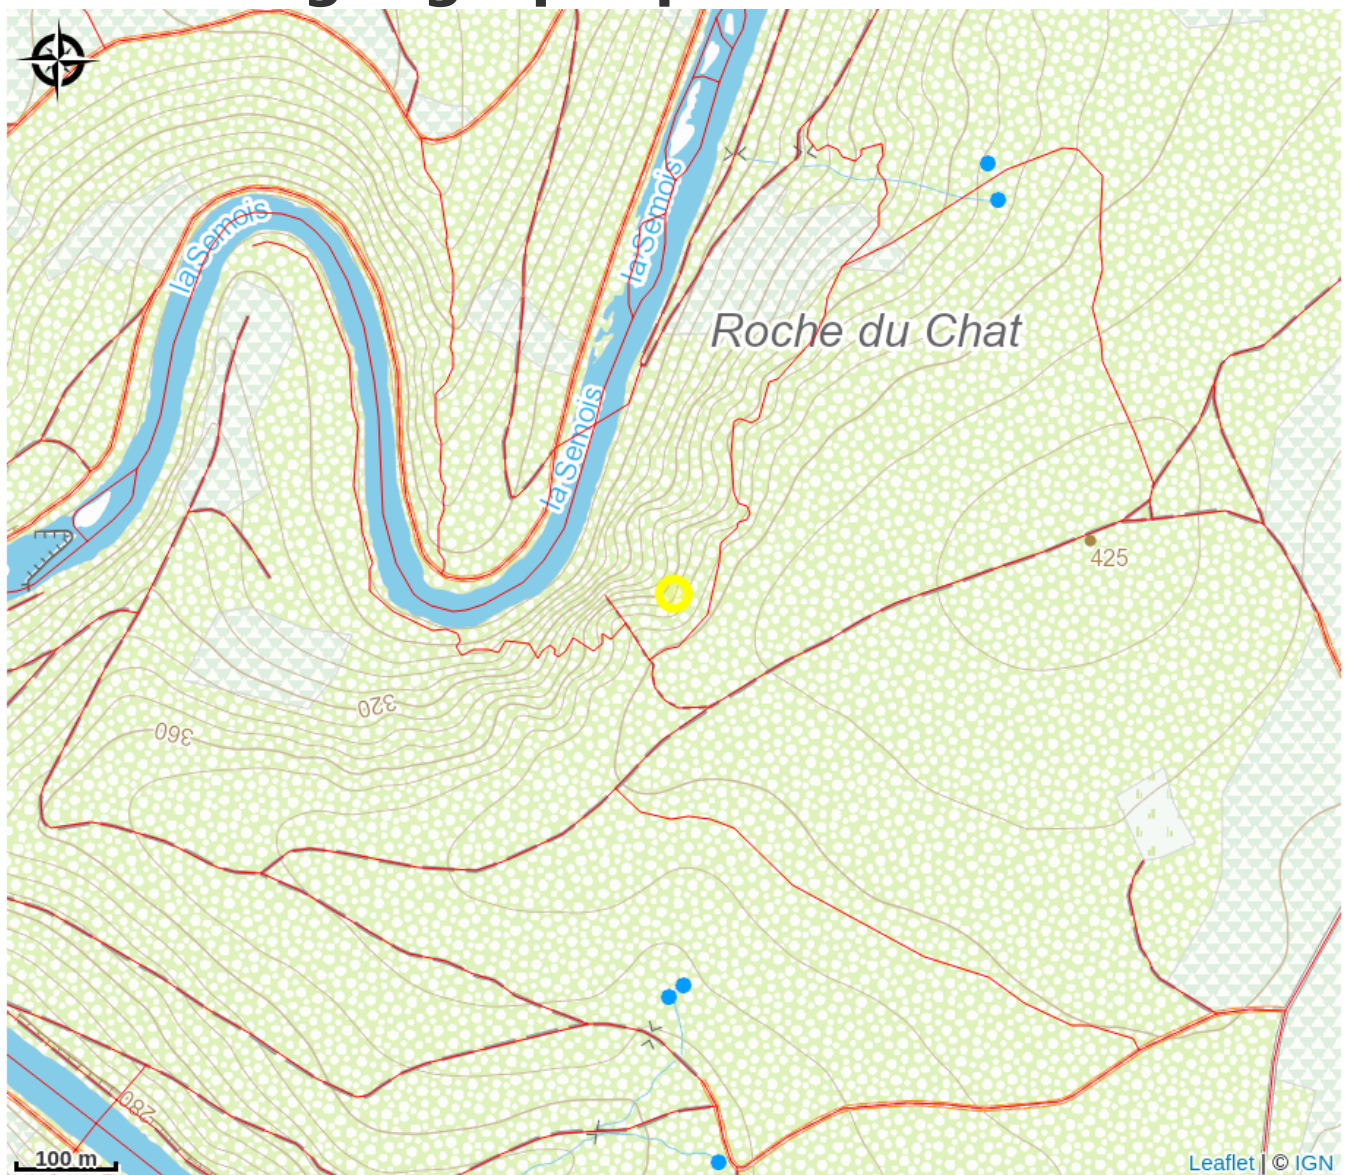 la Semois
la Semois
Roche du Chat
la Semois
425
320
360
280
100 m
Leaflet | © IGN